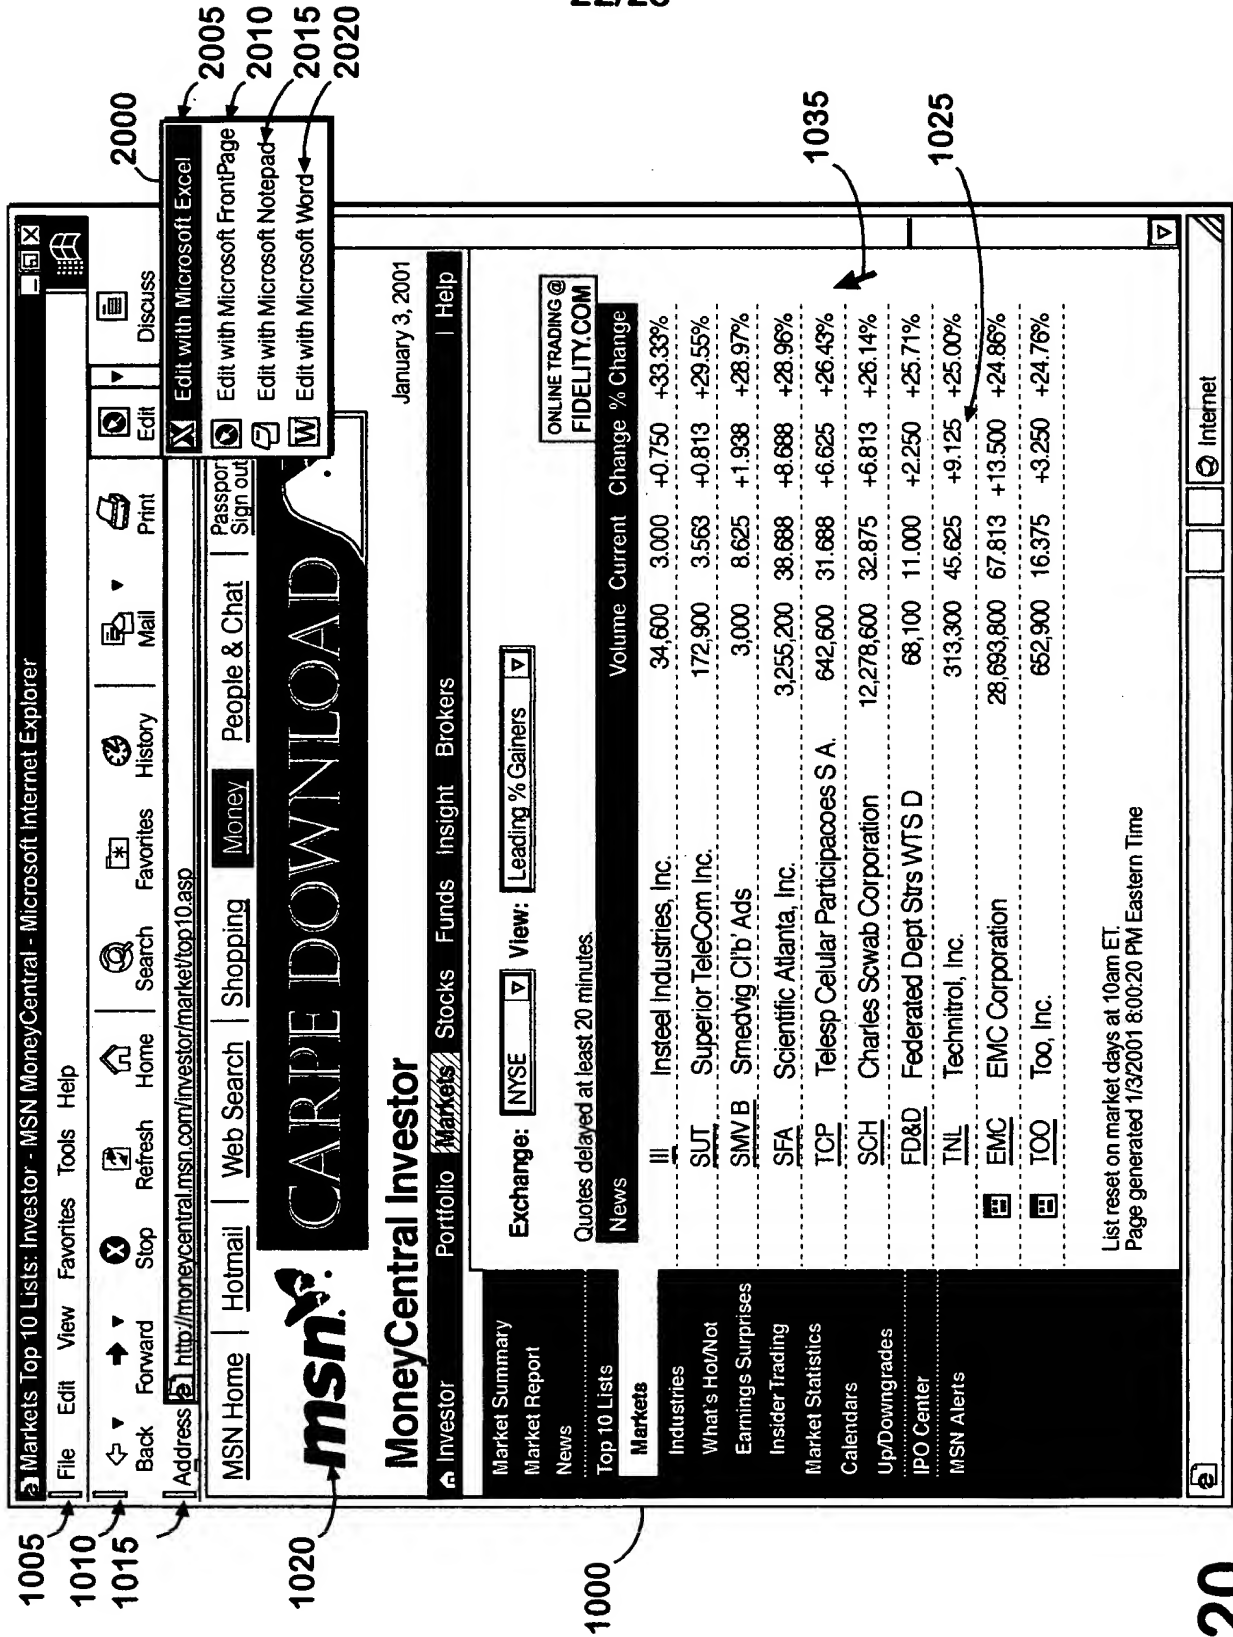 22/28
Markets Top 10 Lists: Investor - MSN MoneyCentral - Microsoft Internet Explorer
File Edit View Favorites Tools Help
Back Forward Stop Refresh Home Search Favorites History Mail Print Edit Discuss
Address http://moneycentral.msn.com/investor/market/top10.asp
2000
Edit with Microsoft Excel 2005
Edit with Microsoft FrontPage 2010
Edit with Microsoft Notepad 2015
Edit with Microsoft Word 2020
1005
1010
1015
MSN Home Hotmail Web Search Shopping Money People & Chat Passport
Sign out
msn.
CARPE DOWNLOAD
1020
MoneyCentral Investor
January 3, 2001
Investor Portfolio Markets Stocks Funds Insight Brokers | Help
Market Summary
Market Report
News
Top 10 Lists
Markets
Industries
What's Hot/Not
Earnings Surprises
Insider Trading
Market Statistics
Calendars
Up/Downgrades
IPO Center
MSN Alerts
Exchange: NYSE View: Leading % Gainers
ONLINE TRADING @
FIDELITY.COM
Quotes delayed at least 20 minutes.
News Volume Current Change % Change
III Insteel Industries, Inc. 34,600 3.000 +0.750 +33.33%
SUT Superior TeleCom Inc. 172,900 3.563 +0.813 +29.55%
SMV B Smedvig Cl'b' Ads 3,000 8.625 +1.938 +28.97%
SFA Scientific Atlanta, Inc. 3,255,200 38.688 +8.688 +28.96%
TCP Telesp Celular Participacoes S A. 642,600 31.688 +6.625 +26.43%
SCH Charles Scwab Corporation 12,278,600 32.875 +6.813 +26.14%
FD&D Federated Dept Strs WTS D 68,100 11.000 +2.250 +25.71%
TNL Technitrol, Inc. 313,300 45.625 +9.125 +25.00%
EMC EMC Corporation 28,693,800 67.813 +13.500 +24.86%
TOO Too, Inc. 652,900 16.375 +3.250 +24.76%
List reset on market days at 10am ET.
Page generated 1/3/2001 8:00:20 PM Eastern Time
1035
1025
1000
Internet
20